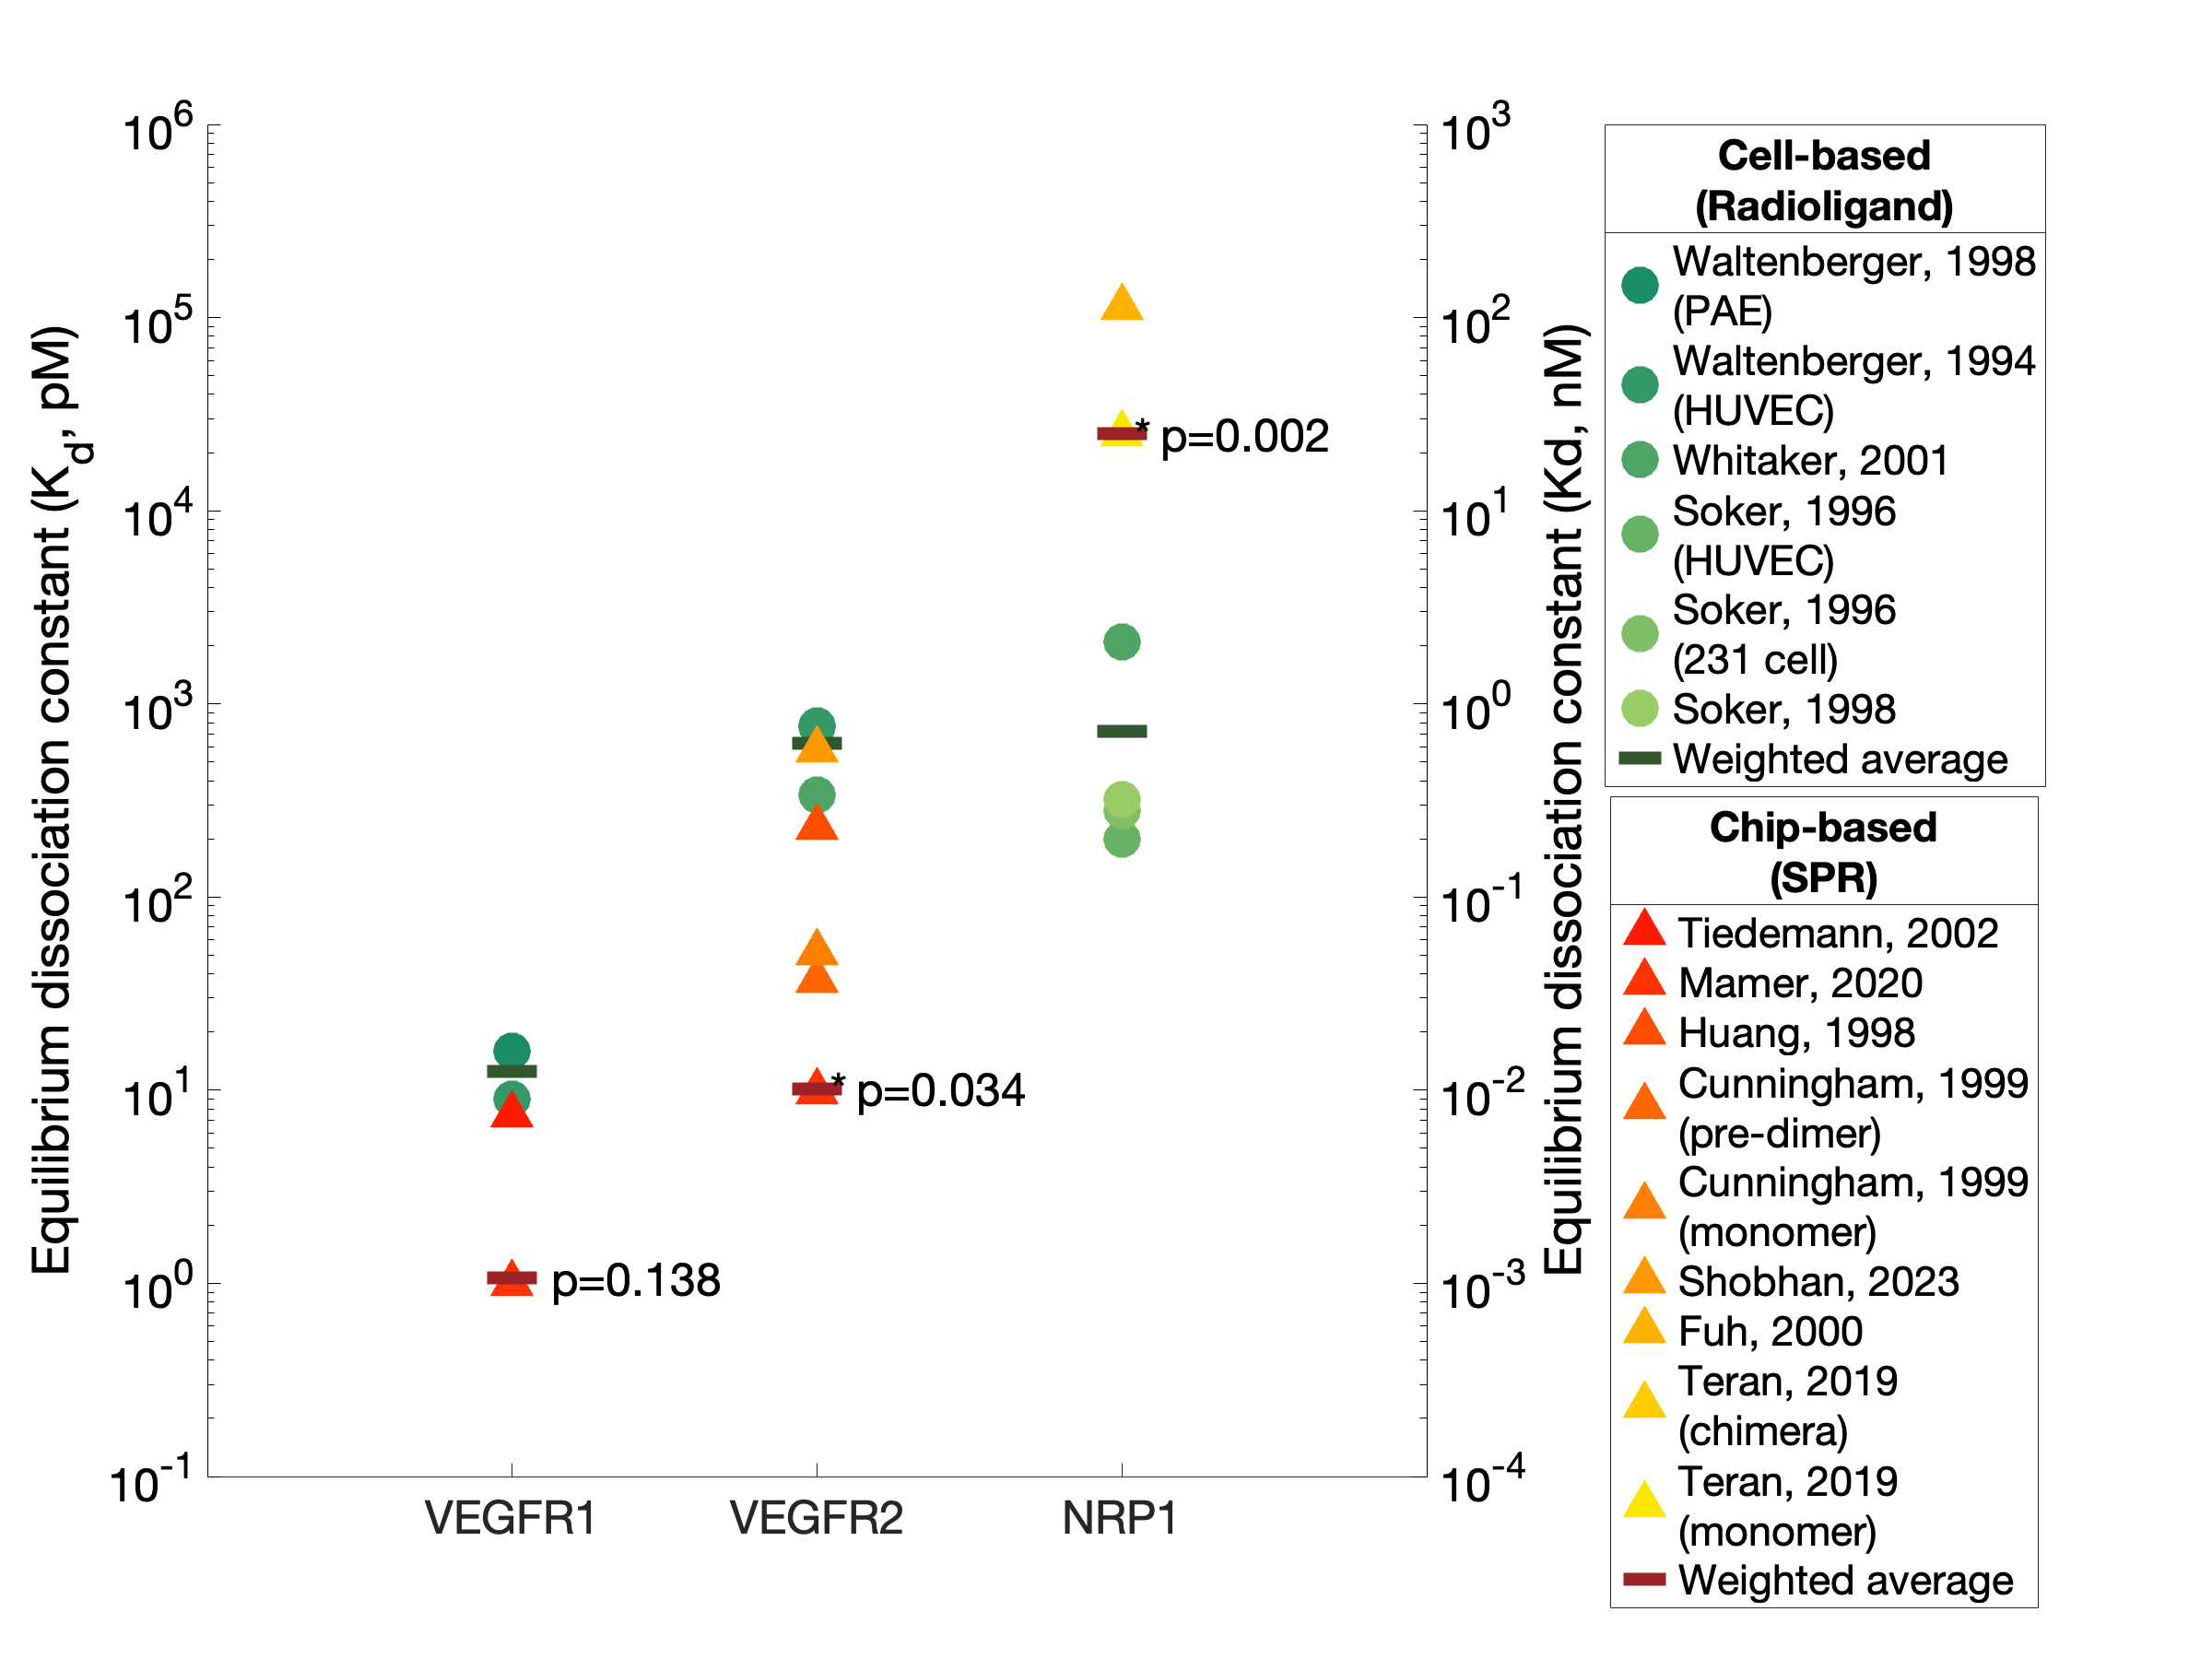 Equilibrium dissociation constant (K_d, pM)
10^6
10^5
10^4
10^3
10^2
10^1
10^0
10^-1
p=0.138
* p=0.034
* p=0.002
VEGFR1
VEGFR2
NRP1
10^3
10^2
10^1
10^0
10^-1
10^-2
10^-3
10^-4
Equilibrium dissociation constant (Kd, nM)
Cell-based
(Radioligand)
Waltenberger, 1998
(PAE)
Waltenberger, 1994
(HUVEC)
Whitaker, 2001
Soker, 1996
(HUVEC)
Soker, 1996
(231 cell)
Soker, 1998
Weighted average
Chip-based
(SPR)
Tiedemann, 2002
Mamer, 2020
Huang, 1998
Cunningham, 1999
(pre-dimer)
Cunningham, 1999
(monomer)
Shobhan, 2023
Fuh, 2000
Teran, 2019
(chimera)
Teran, 2019
(monomer)
Weighted average